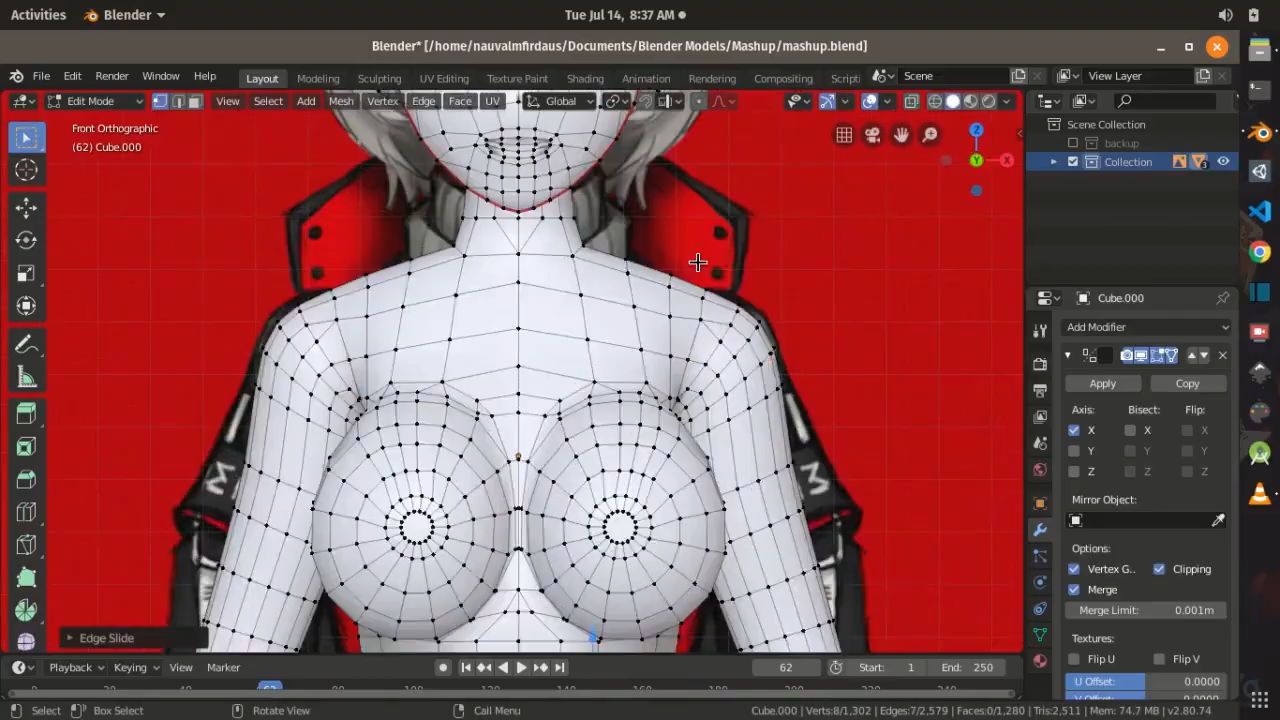 Activities Blender Tue Jul 14, 8:37 AM
Blender* [/home/nauvalmfirdaus/Documents/Blender Models/Mashup/mashup.blend]
File Edit Render Window Help Layout Modeling Sculpting UV Editing Texture Paint Shading Animation Rendering Compositing Scripti Scene View Layer
Edit Mode View Select Add Mesh Vertex Edge Face UV Global
Front Orthographic
(62) Cube.000
Z
X
Y
Scene Collection
backup
Collection
3
Cube.000
Add Modifier
Apply Copy
Axis: Bisect: Flip:
X X X
Y Y Y
Z Z Z
Mirror Object:
Options:
Vertex G.. Clipping
Merge
Merge Limit: 0.001m
Textures:
Flip U Flip V
U Offset: 0.0000
V Offset: 0.0000
M
Edge Slide
Playback Keying View Marker 62 Start: 1 End: 250
Select Box Select Rotate View Call Menu Cube.000 | Verts:8/1,302 | Edges:7/2,579 | Faces:0/1,280 | Tris:2,511 | Mem: 74.7 MB | v2.80.74